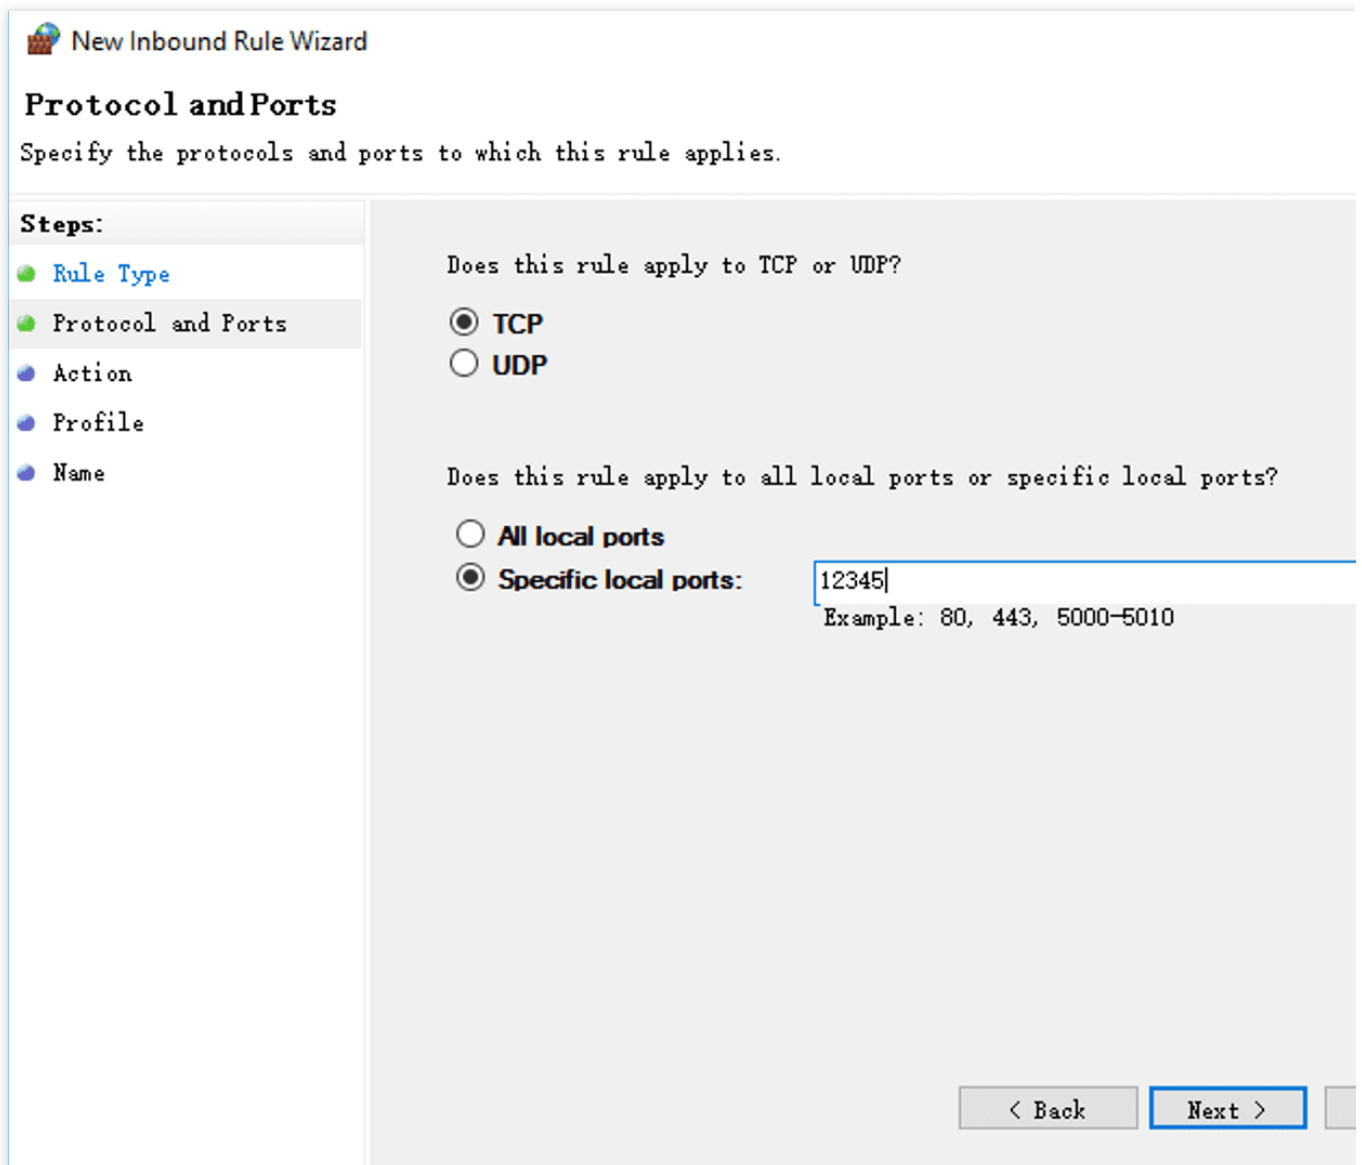 New Inbound Rule Wizard
Protocol and Ports
Specify the protocols and ports to which this rule applies.
Steps:
Rule Type
Protocol and Ports
Action
Profile
Name
Does this rule apply to TCP or UDP?
TCP
UDP
Does this rule apply to all local ports or specific local ports?
All local ports
Specific local ports:
12345
Example: 80, 443, 5000-5010
< Back
Next >